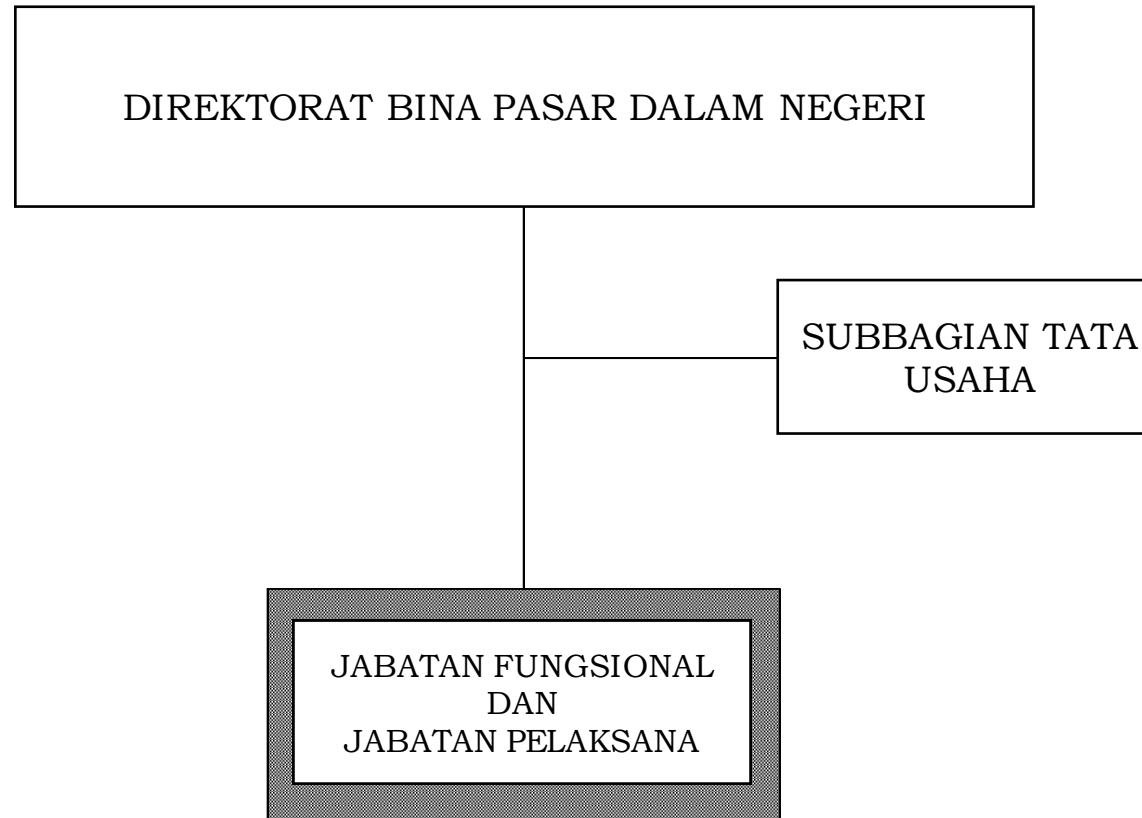 DIREKTORAT BINA PASAR DALAM NEGERI
SUBBAGIAN TATA
USAHA
JABATAN FUNGSIONAL
DAN
JABATAN PELAKSANA